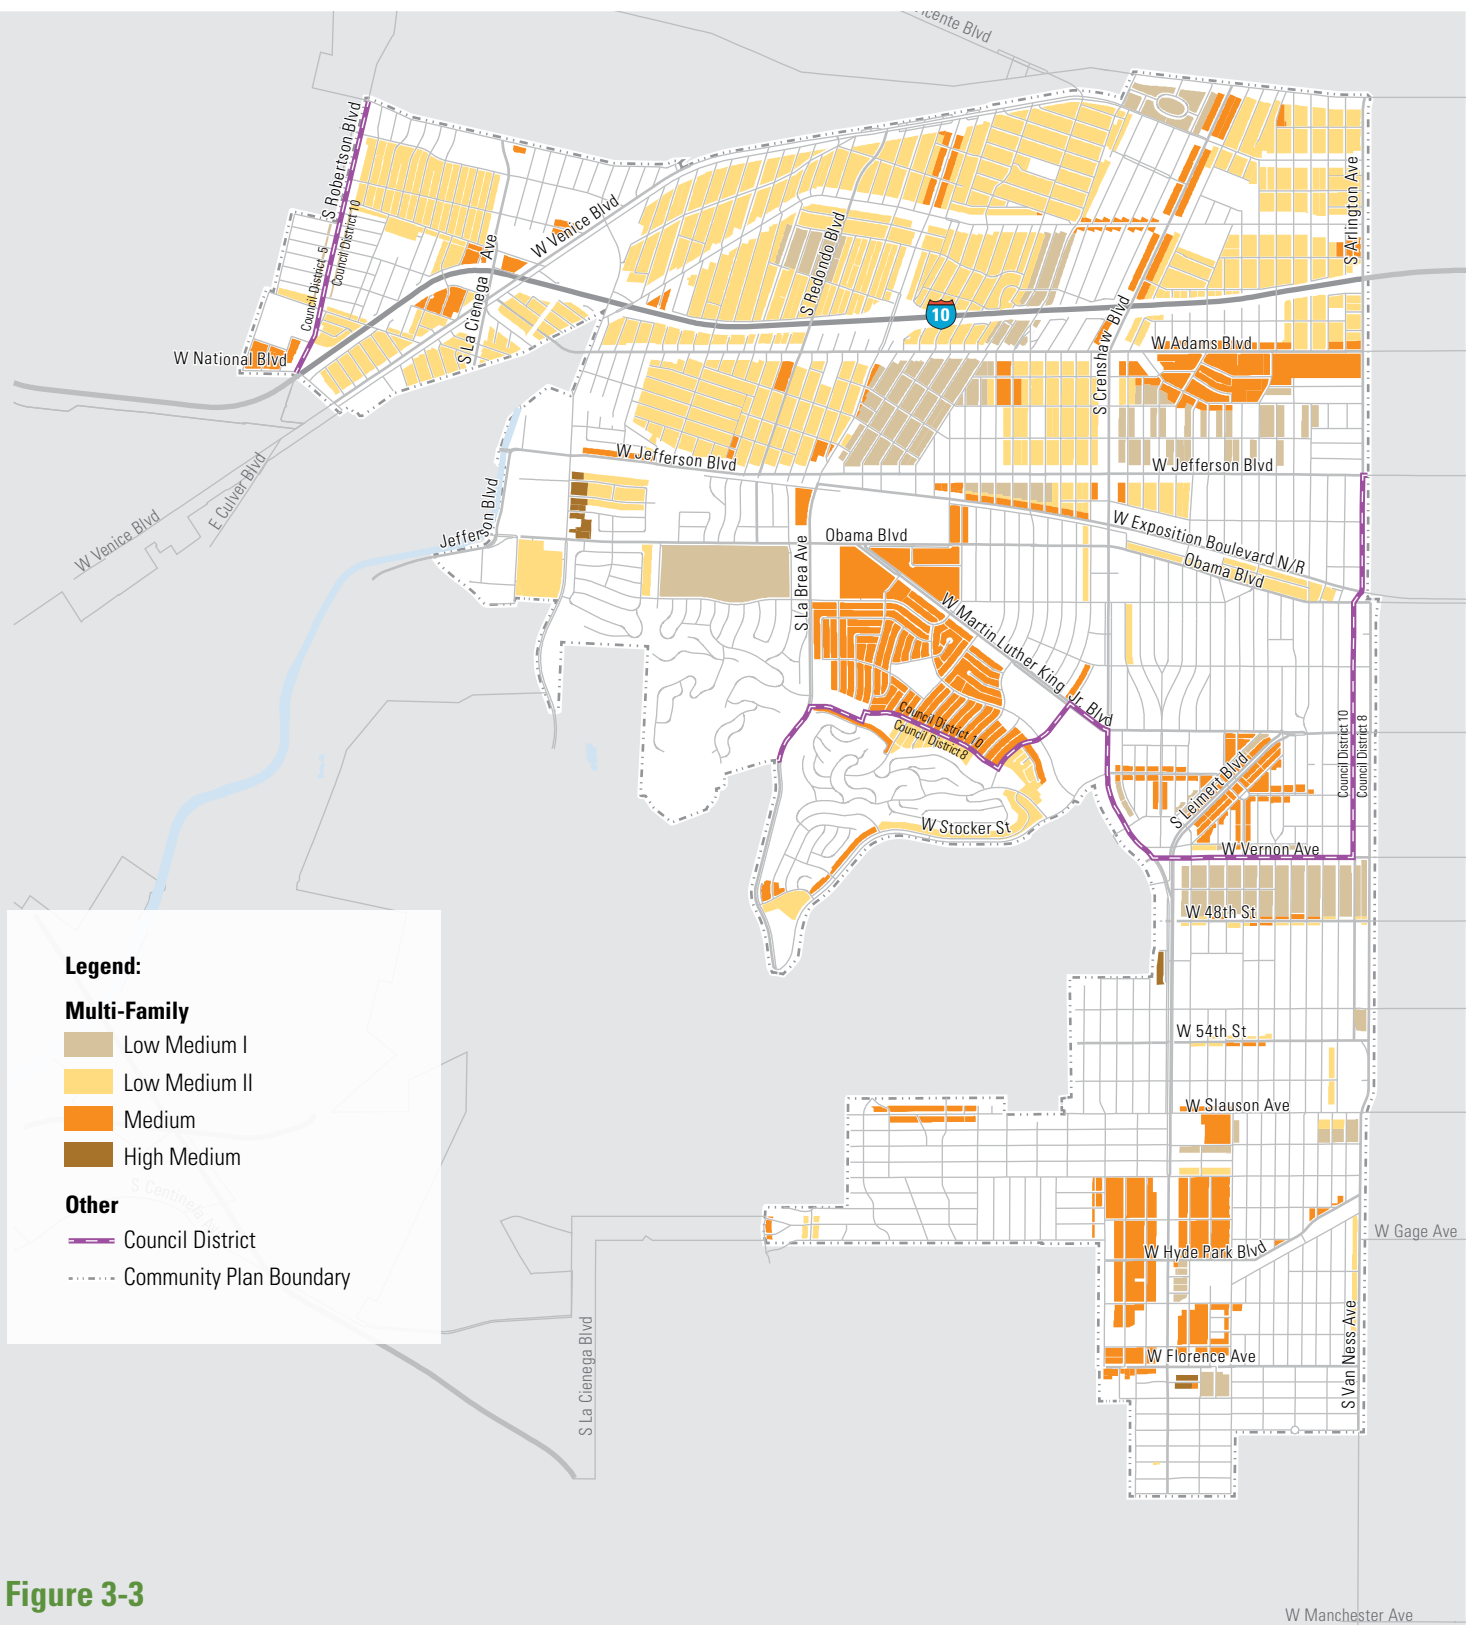 icente Blvd
S Robertson Blvd
Council District 5
Council District 10
S La Cienega Ave
W Venice Blvd
S Redondo Blvd
10
S Crenshaw Blvd
S Arlington Ave
W National Blvd
W Adams Blvd
W Jefferson Blvd
W Jefferson Blvd
E Culver Blvd
W Venice Blvd
Jefferson Blvd
Obama Blvd
S La Brea Ave
W Exposition Boulevard N/R
Obama Blvd
W Martin Luther King Jr. Blvd
Council District 10
Council District 8
Council District 10
Council District 8
S Leimert Blvd
W Stocker St
W Vernon Ave
W 48th St
W 54th St
W Slauson Ave
W Gage Ave
W Hyde Park Blvd
S Van Ness Ave
W Florence Ave
S La Cienega Blvd
W Manchester Ave
Legend:
Multi-Family
Low Medium I
Low Medium II
Medium
High Medium
Other
Council District
Community Plan Boundary
Figure 3-3